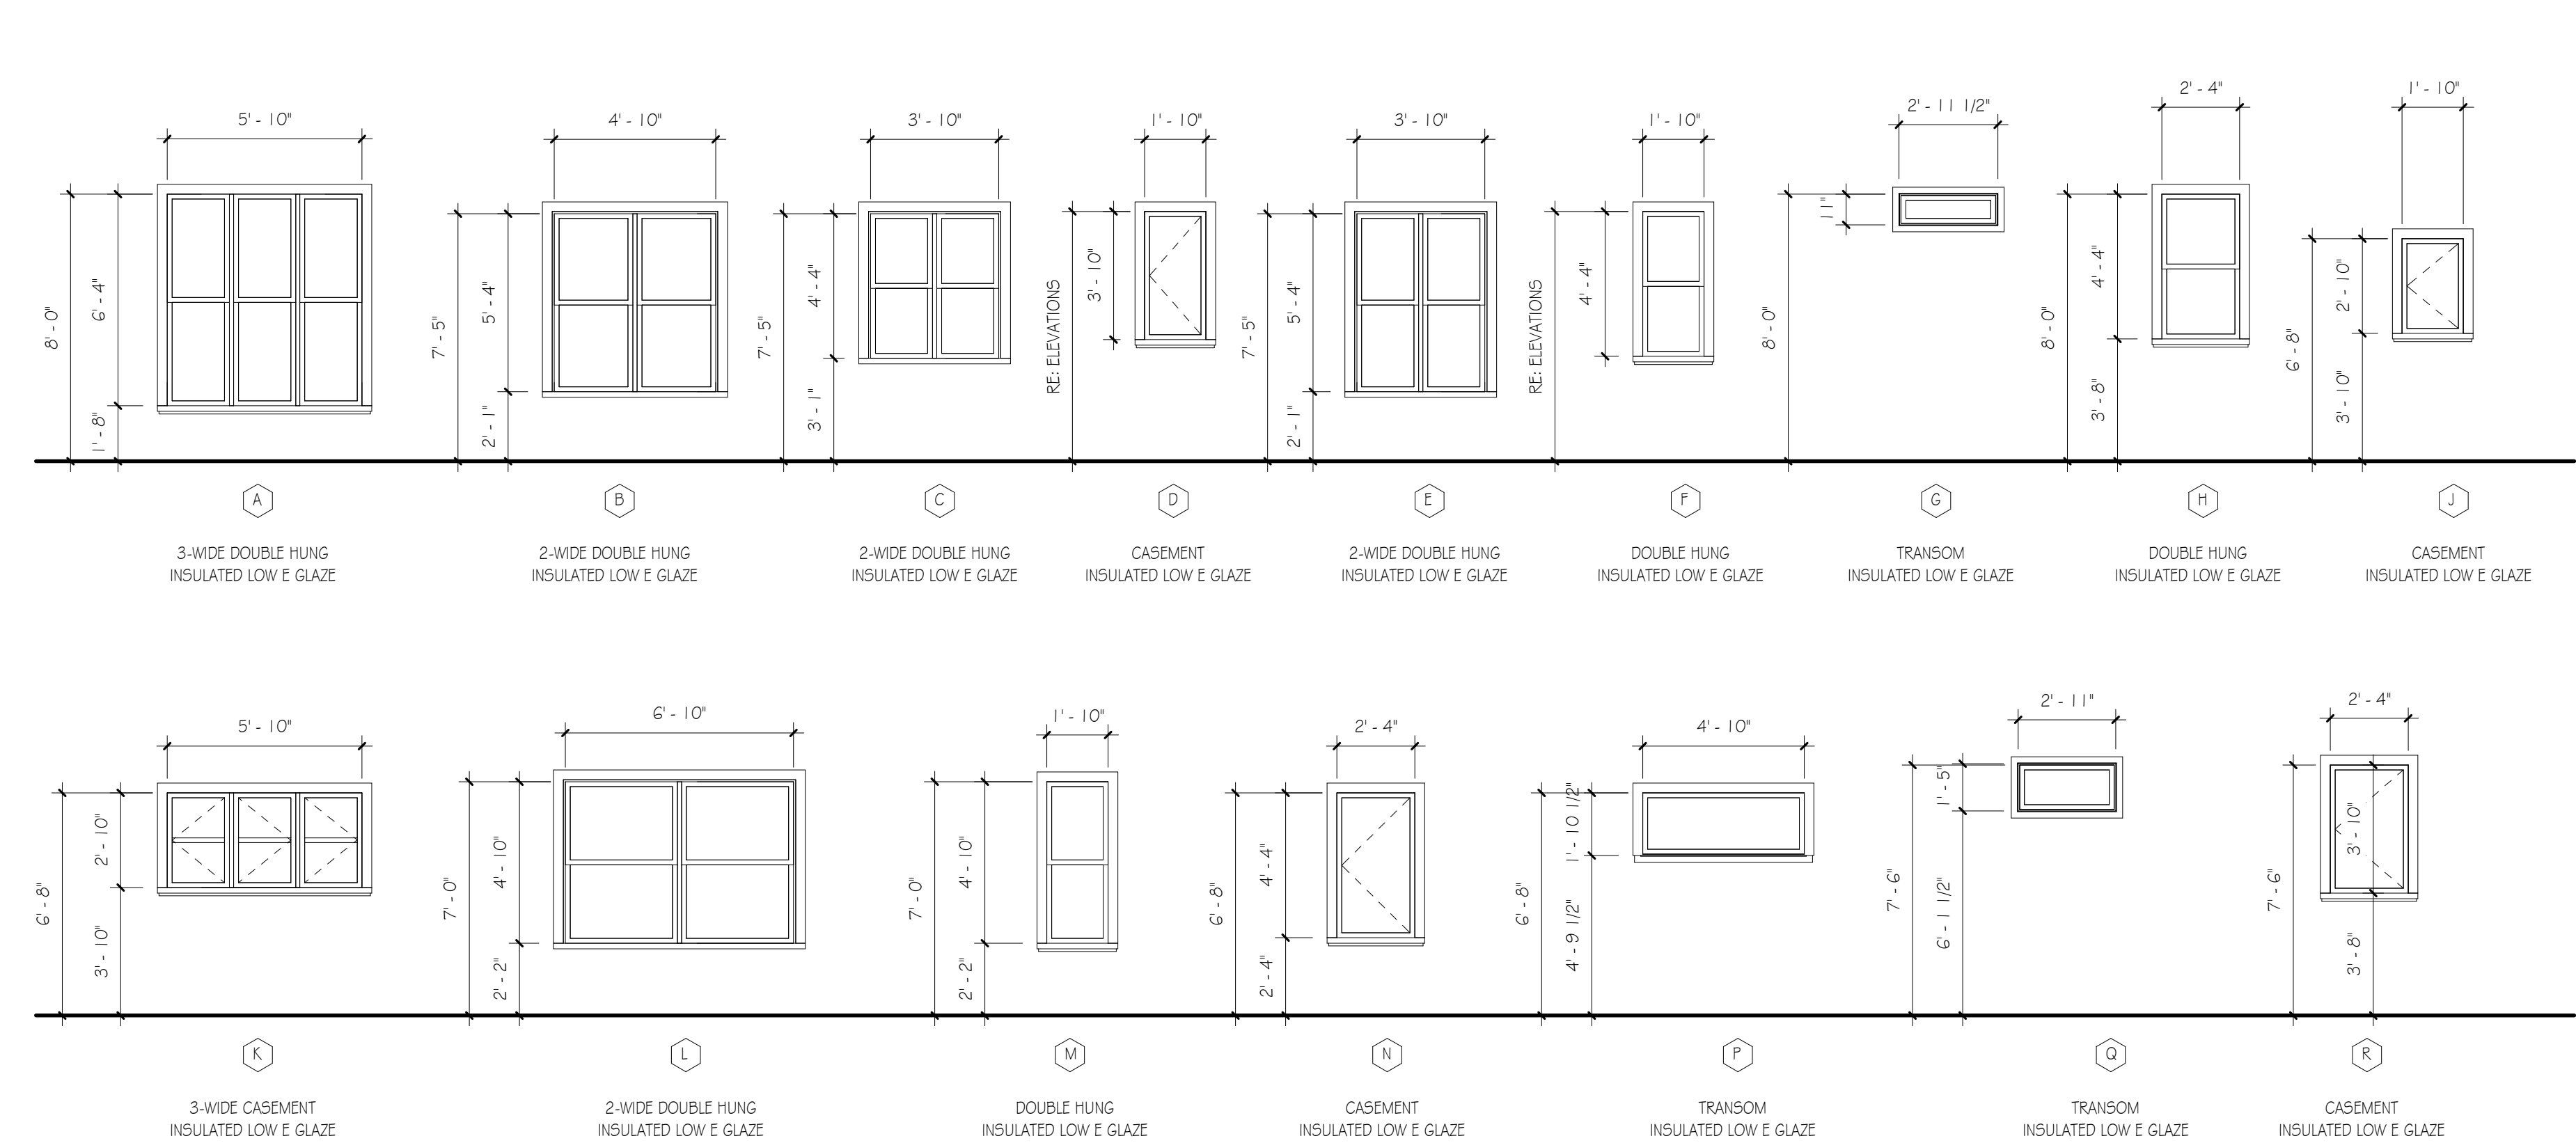 5' - 10"
8' - 0"
6' - 4"
1' - 8"
A
3-WIDE DOUBLE HUNG
INSULATED LOW E GLAZE
4' - 10"
7' - 5"
5' - 4"
2' - 1"
B
2-WIDE DOUBLE HUNG
INSULATED LOW E GLAZE
3' - 10"
7' - 5"
4' - 4"
3' - 1"
C
2-WIDE DOUBLE HUNG
INSULATED LOW E GLAZE
1' - 10"
RE: ELEVATIONS
3' - 10"
D
CASEMENT
INSULATED LOW E GLAZE
3' - 10"
7' - 5"
5' - 4"
2' - 1"
E
2-WIDE DOUBLE HUNG
INSULATED LOW E GLAZE
1' - 10"
RE: ELEVATIONS
4' - 4"
F
DOUBLE HUNG
INSULATED LOW E GLAZE
2' - 11 1/2"
8' - 0"
11"
G
TRANSOM
INSULATED LOW E GLAZE
2' - 4"
8' - 0"
4' - 4"
3' - 8"
H
DOUBLE HUNG
INSULATED LOW E GLAZE
1' - 10"
6' - 8"
2' - 10"
3' - 10"
J
CASEMENT
INSULATED LOW E GLAZE
5' - 10"
6' - 8"
2' - 10"
3' - 10"
K
3-WIDE CASEMENT
INSULATED LOW E GLAZE
6' - 10"
7' - 0"
4' - 10"
2' - 2"
L
2-WIDE DOUBLE HUNG
INSULATED LOW E GLAZE
1' - 10"
7' - 0"
4' - 10"
2' - 2"
M
DOUBLE HUNG
INSULATED LOW E GLAZE
2' - 4"
6' - 8"
4' - 4"
2' - 4"
N
CASEMENT
INSULATED LOW E GLAZE
4' - 10"
6' - 8"
1' - 10 1/2"
4' - 9 1/2"
P
TRANSOM
INSULATED LOW E GLAZE
2' - 11"
7' - 6"
1' - 5"
6' - 1 1/2"
Q
TRANSOM
INSULATED LOW E GLAZE
2' - 4"
7' - 6"
3' - 10"
3' - 8"
R
CASEMENT
INSULATED LOW E GLAZE